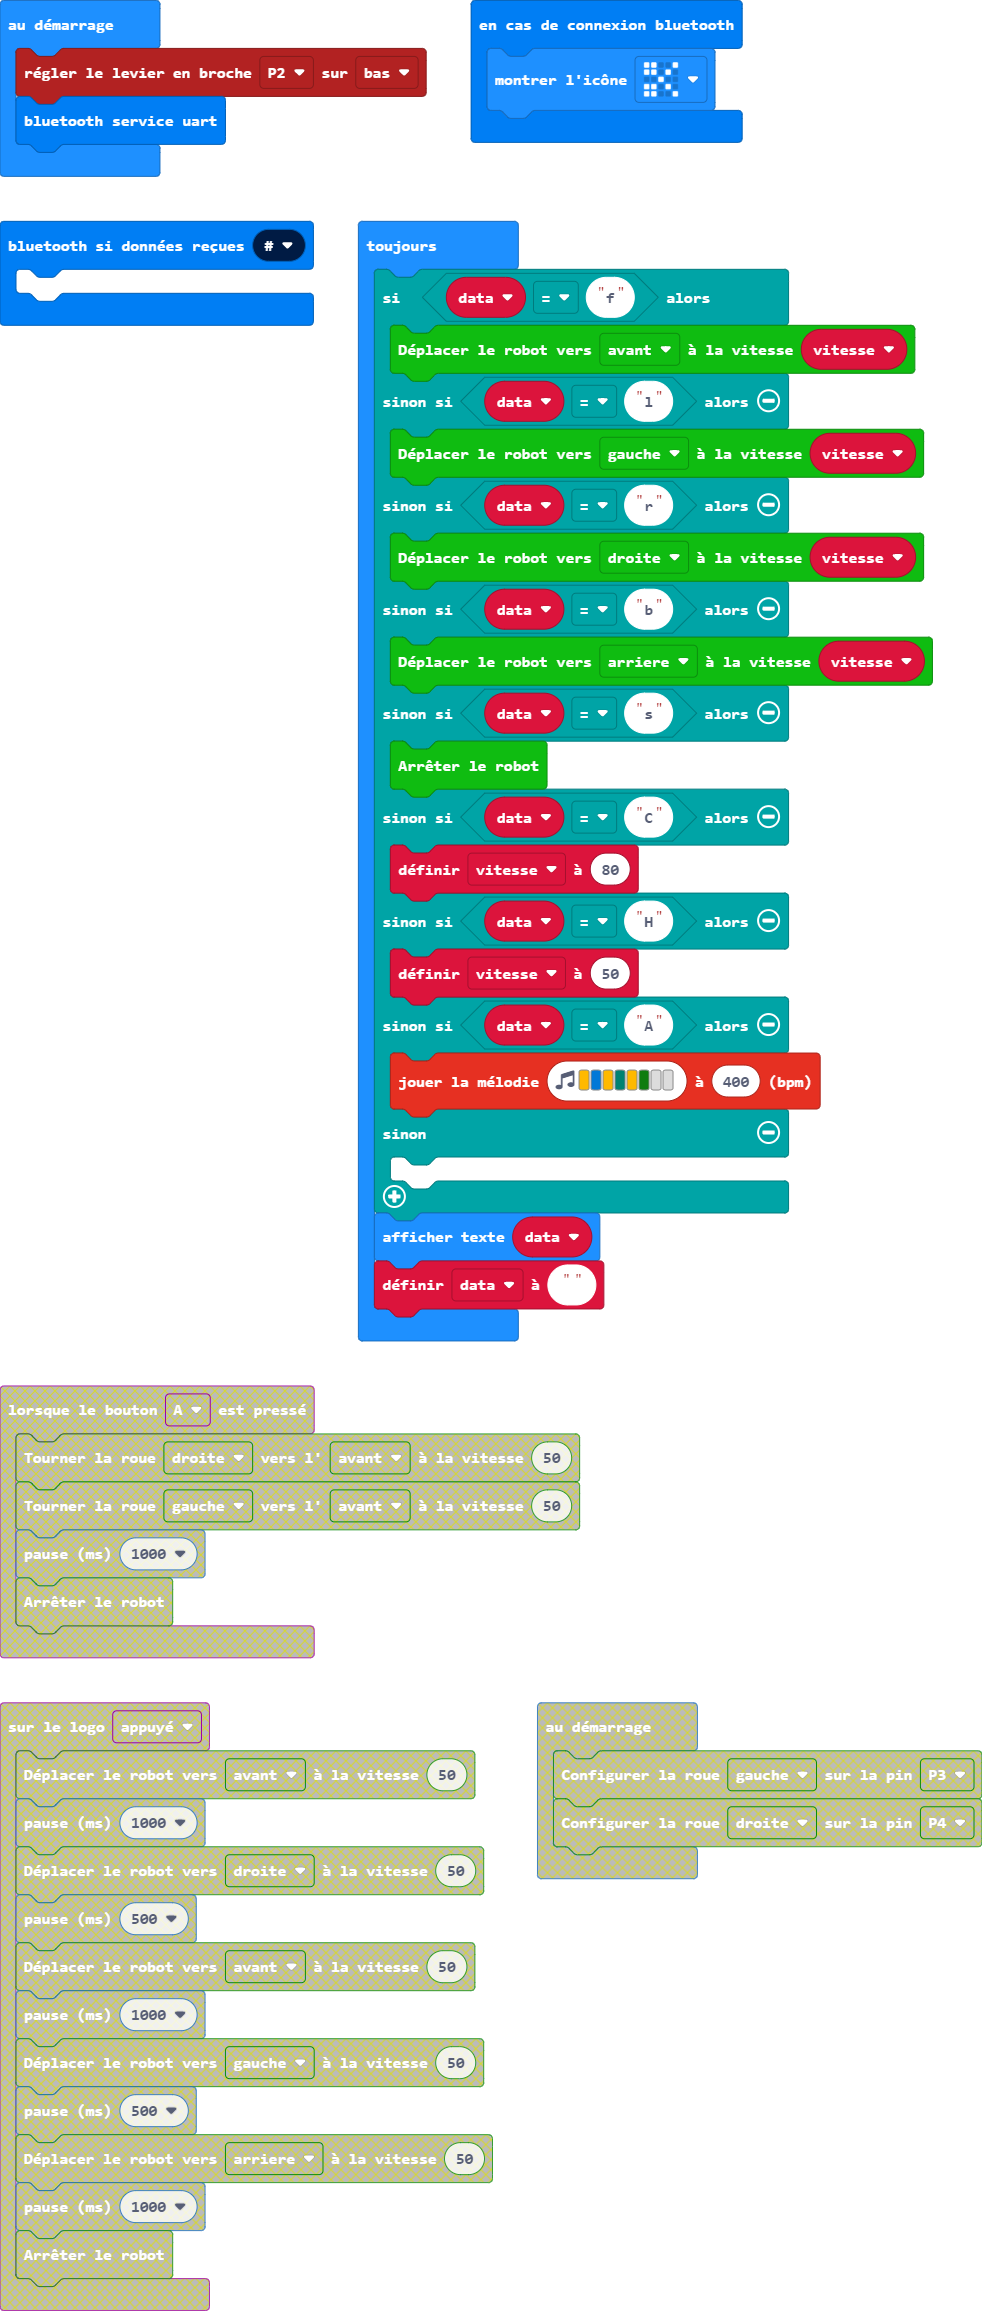 au démarrage
régler le levier en broche P2 sur bas
bluetooth service uart
en cas de connexion bluetooth
montrer l'icône
bluetooth si données reçues #
toujours
si data = "f" alors
Déplacer le robot vers avant à la vitesse vitesse
sinon si data = "l" alors
Déplacer le robot vers gauche à la vitesse vitesse
sinon si data = "r" alors
Déplacer le robot vers droite à la vitesse vitesse
sinon si data = "b" alors
Déplacer le robot vers arriere à la vitesse vitesse
sinon si data = "s" alors
Arrêter le robot
sinon si data = "C" alors
définir vitesse à 80
sinon si data = "H" alors
définir vitesse à 50
sinon si data = "A" alors
jouer la mélodie à 400 (bpm)
sinon
afficher texte data
définir data à " "
lorsque le bouton A est pressé
Tourner la roue droite vers l' avant à la vitesse 50
Tourner la roue gauche vers l' avant à la vitesse 50
pause (ms) 1000
Arrêter le robot
sur le logo appuyé
Déplacer le robot vers avant à la vitesse 50
pause (ms) 1000
Déplacer le robot vers droite à la vitesse 50
pause (ms) 500
Déplacer le robot vers avant à la vitesse 50
pause (ms) 1000
Déplacer le robot vers gauche à la vitesse 50
pause (ms) 500
Déplacer le robot vers arriere à la vitesse 50
pause (ms) 1000
Arrêter le robot
au démarrage
Configurer la roue gauche sur la pin P3
Configurer la roue droite sur la pin P4